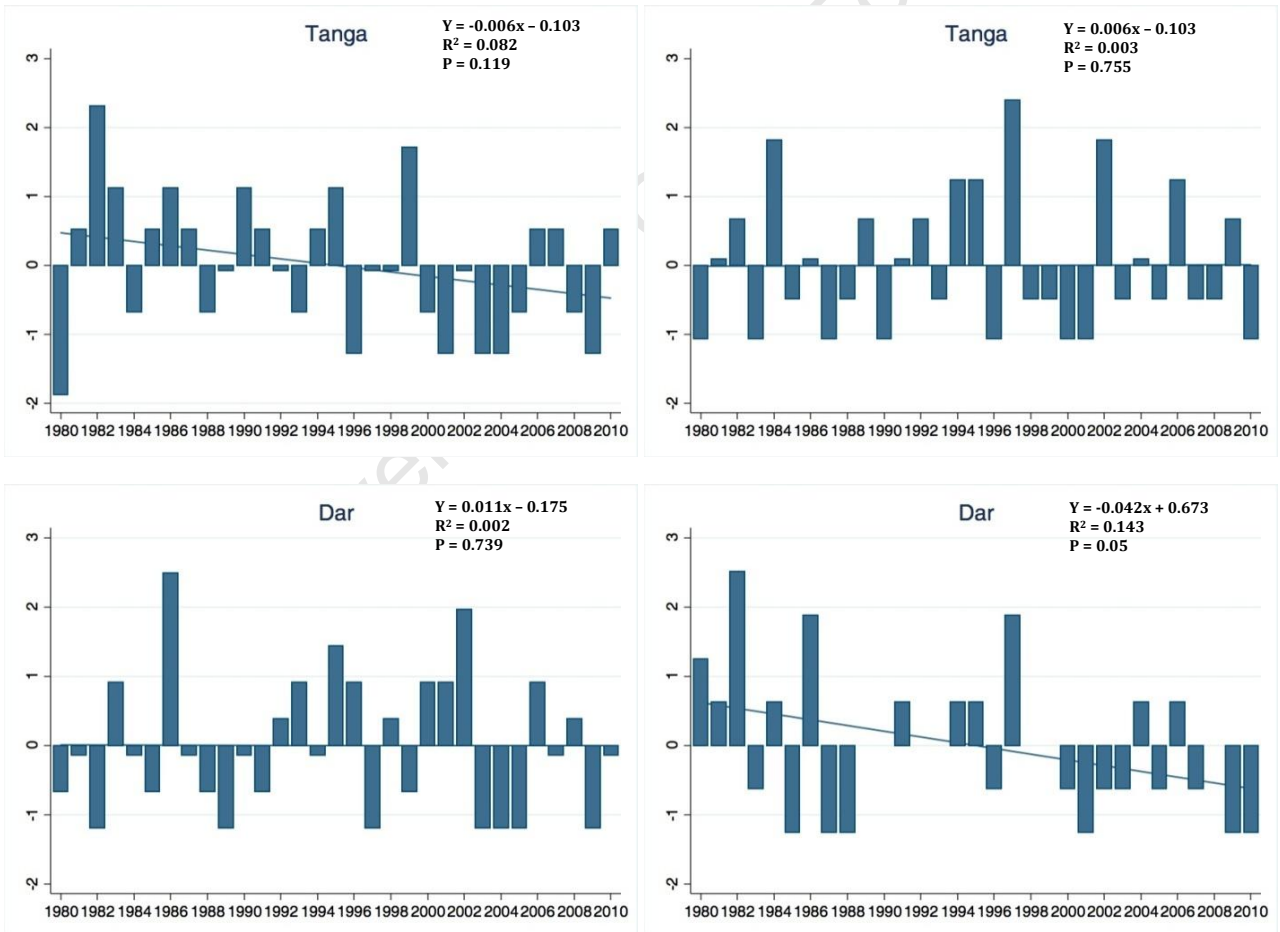 Tanga
Y = -0.006x – 0.103
R² = 0.082
P = 0.119
3
2
1
0
-1
-2
1980 1982 1984 1986 1988 1990 1992 1994 1996 1998 2000 2002 2004 2006 2008 2010
Tanga
Y = 0.006x – 0.103
R² = 0.003
P = 0.755
3
2
1
0
-1
-2
1980 1982 1984 1986 1988 1990 1992 1994 1996 1998 2000 2002 2004 2006 2008 2010
Dar
Y = 0.011x – 0.175
R² = 0.002
P = 0.739
3
2
1
0
-1
-2
1980 1982 1984 1986 1988 1990 1992 1994 1996 1998 2000 2002 2004 2006 2008 2010
Dar
Y = -0.042x + 0.673
R² = 0.143
P = 0.05
3
2
1
0
-1
-2
1980 1982 1984 1986 1988 1990 1992 1994 1996 1998 2000 2002 2004 2006 2008 2010